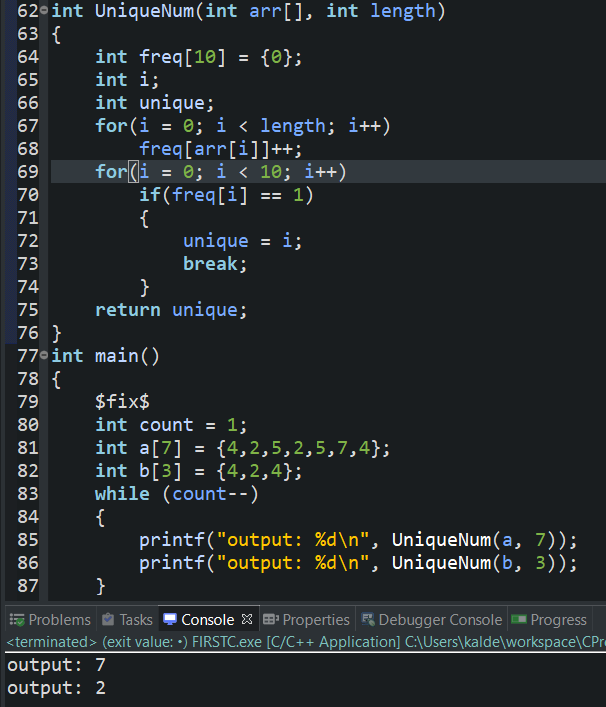 62 int UniqueNum(int arr[], int length)
63 {
64     int freq[10] = {0};
65     int i;
66     int unique;
67     for(i = 0; i < length; i++)
68         freq[arr[i]]++;
69     for(i = 0; i < 10; i++)
70         if(freq[i] == 1)
71         {
72             unique = i;
73             break;
74         }
75     return unique;
76 }
77 int main()
78 {
79     $fix$
80     int count = 1;
81     int a[7] = {4,2,5,2,5,7,4};
82     int b[3] = {4,2,4};
83     while (count--)
84     {
85         printf("output: %d\n", UniqueNum(a, 7));
86         printf("output: %d\n", UniqueNum(b, 3));
87     }
Problems Tasks Console Properties Debugger Console Progress
<terminated> (exit value: •) FIRSTC.exe [C/C++ Application] C:\Users\kalde\workspace\CPro
output: 7
output: 2